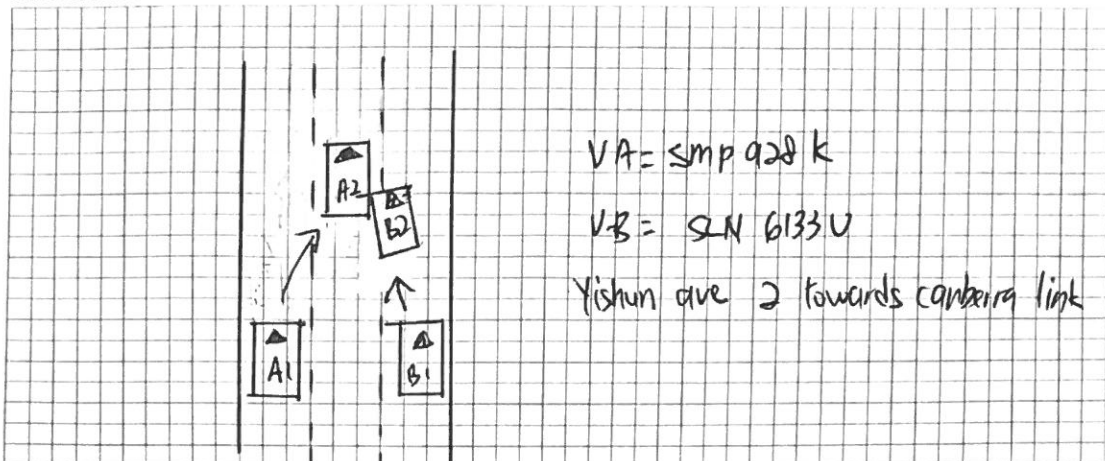 A2
B2
A1
B1
VA = SMP 928 K
VB = SLN 6133 U
Yishun ave 2 towards canberra link